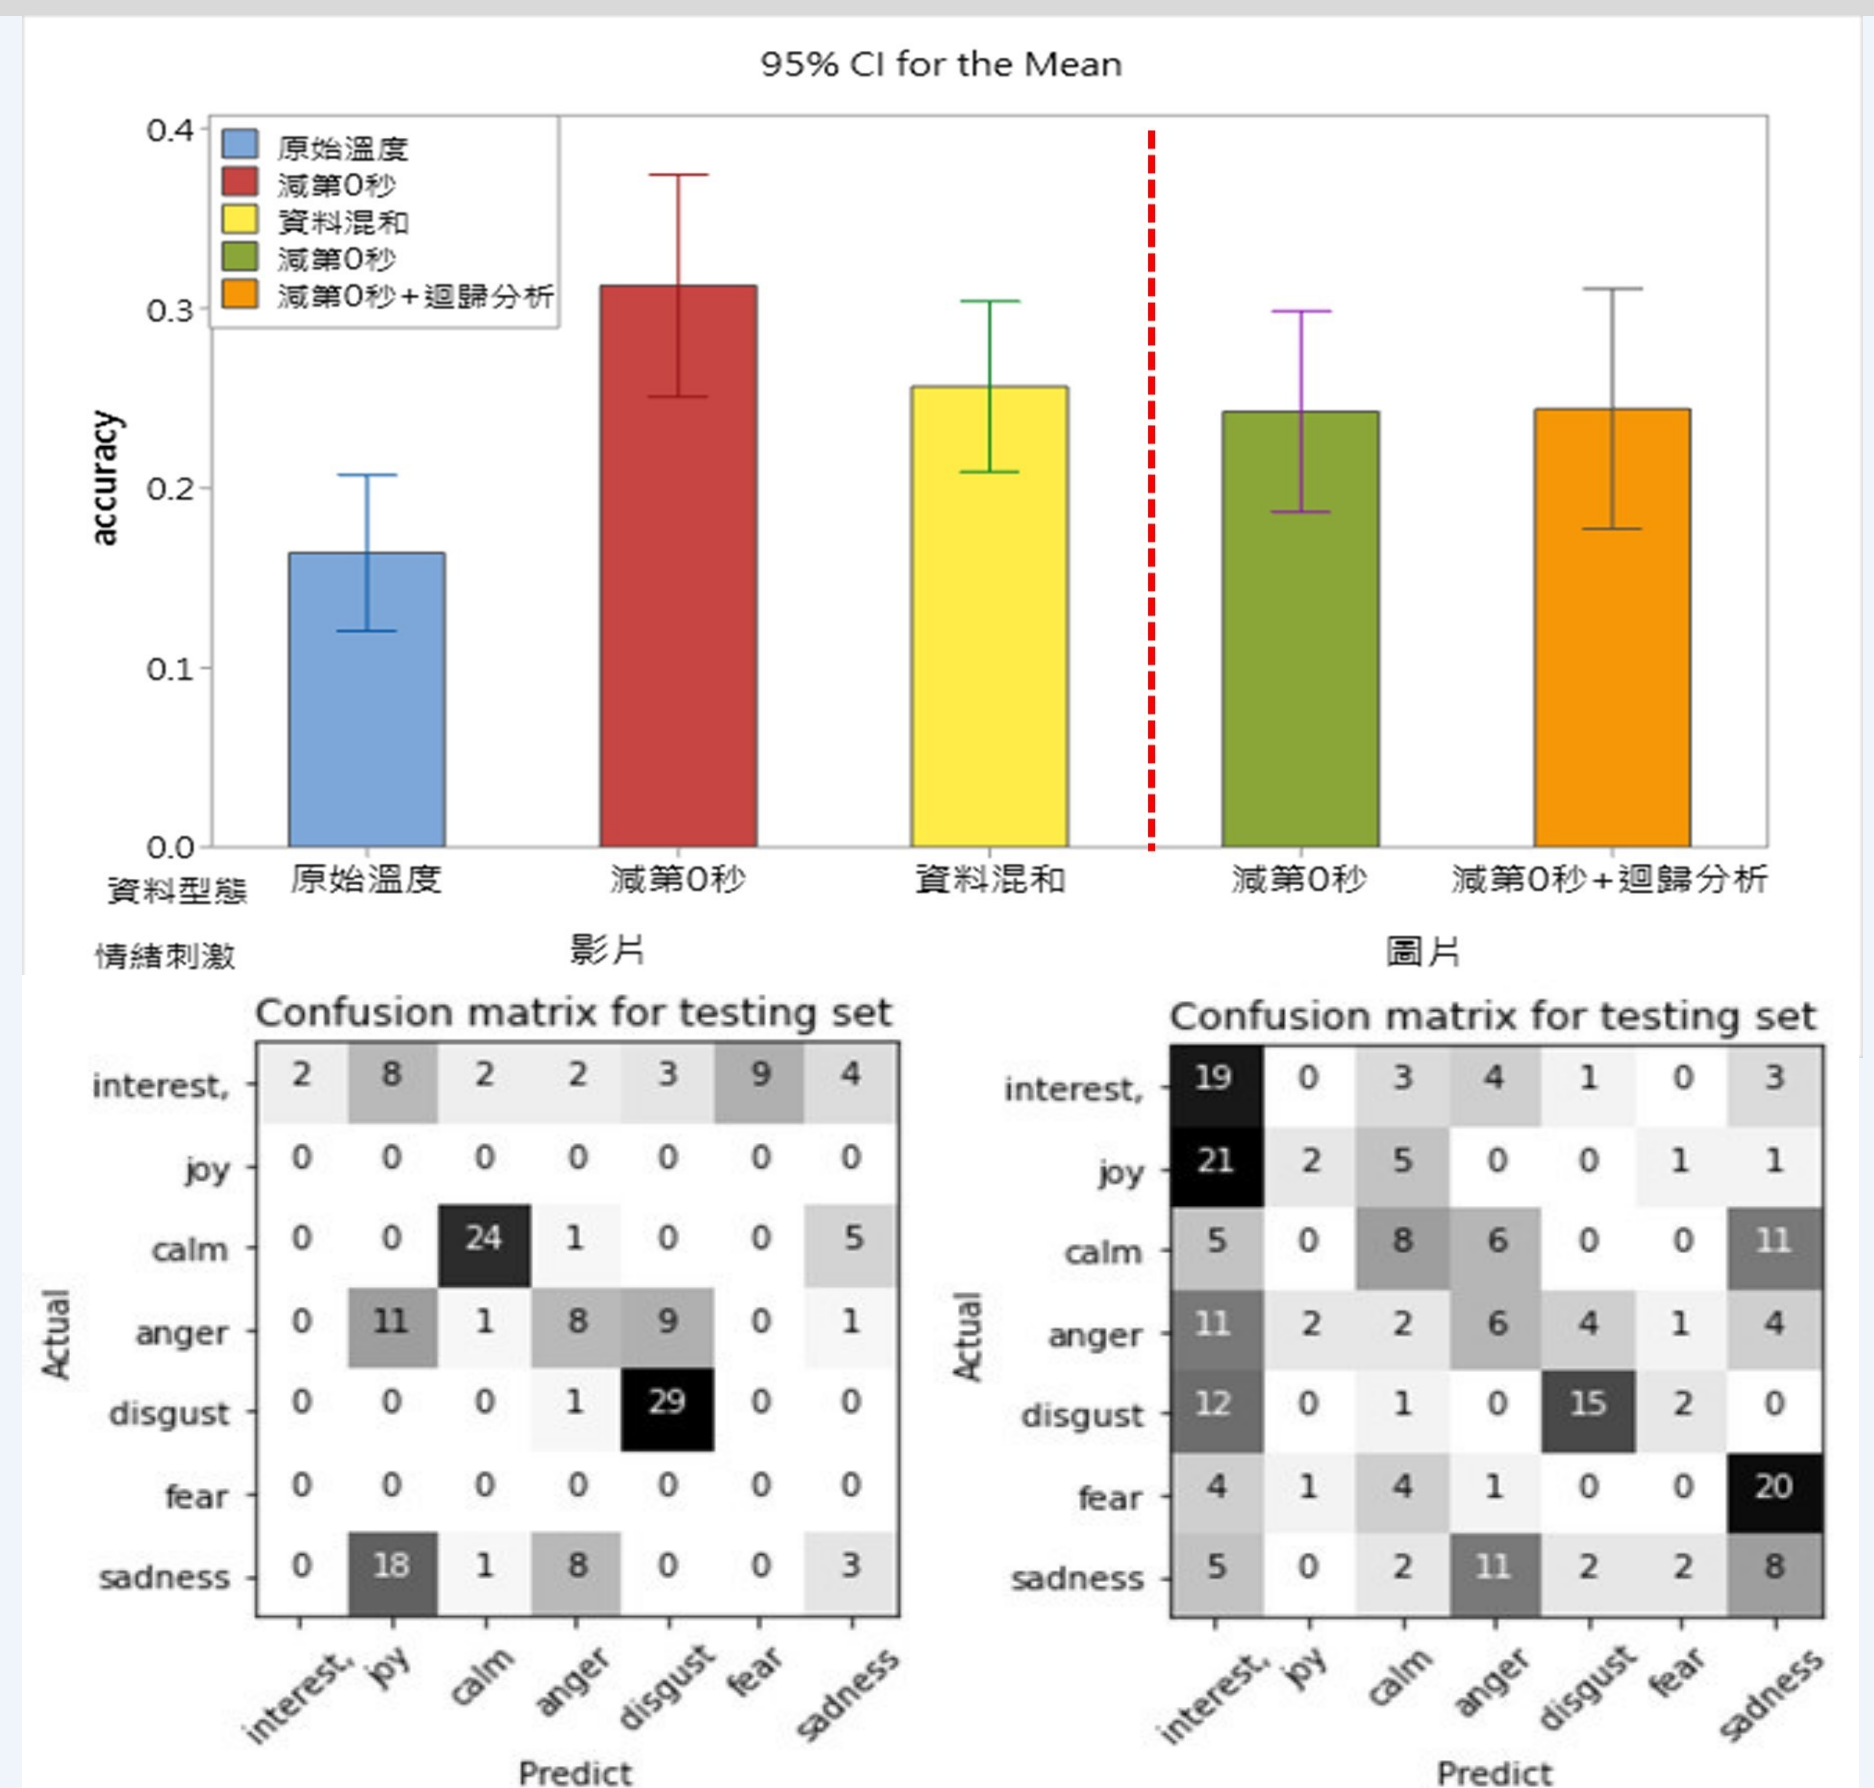 95% CI for the Mean
0.4
0.3
0.2
0.1
0.0
accuracy
原始溫度
減第0秒
資料混和
減第0秒
減第0秒+迴歸分析
資料型態 原始溫度 減第0秒 資料混和 減第0秒 減第0秒+迴歸分析
情緒刺激 影片 圖片
Confusion matrix for testing set
Actual
interest, 2 8 2 2 3 9 4
joy 0 0 0 0 0 0 0
calm 0 0 24 1 0 0 5
anger 0 11 1 8 9 0 1
disgust 0 0 0 1 29 0 0
fear 0 0 0 0 0 0 0
sadness 0 18 1 8 0 0 3
interest, joy calm anger disgust fear sadness
Predict
Confusion matrix for testing set
Actual
interest, 19 0 3 4 1 0 3
joy 21 2 5 0 0 1 1
calm 5 0 8 6 0 0 11
anger 11 2 2 6 4 1 4
disgust 12 0 1 0 15 2 0
fear 4 1 4 1 0 0 20
sadness 5 0 2 11 2 2 8
interest, joy calm anger disgust fear sadness
Predict